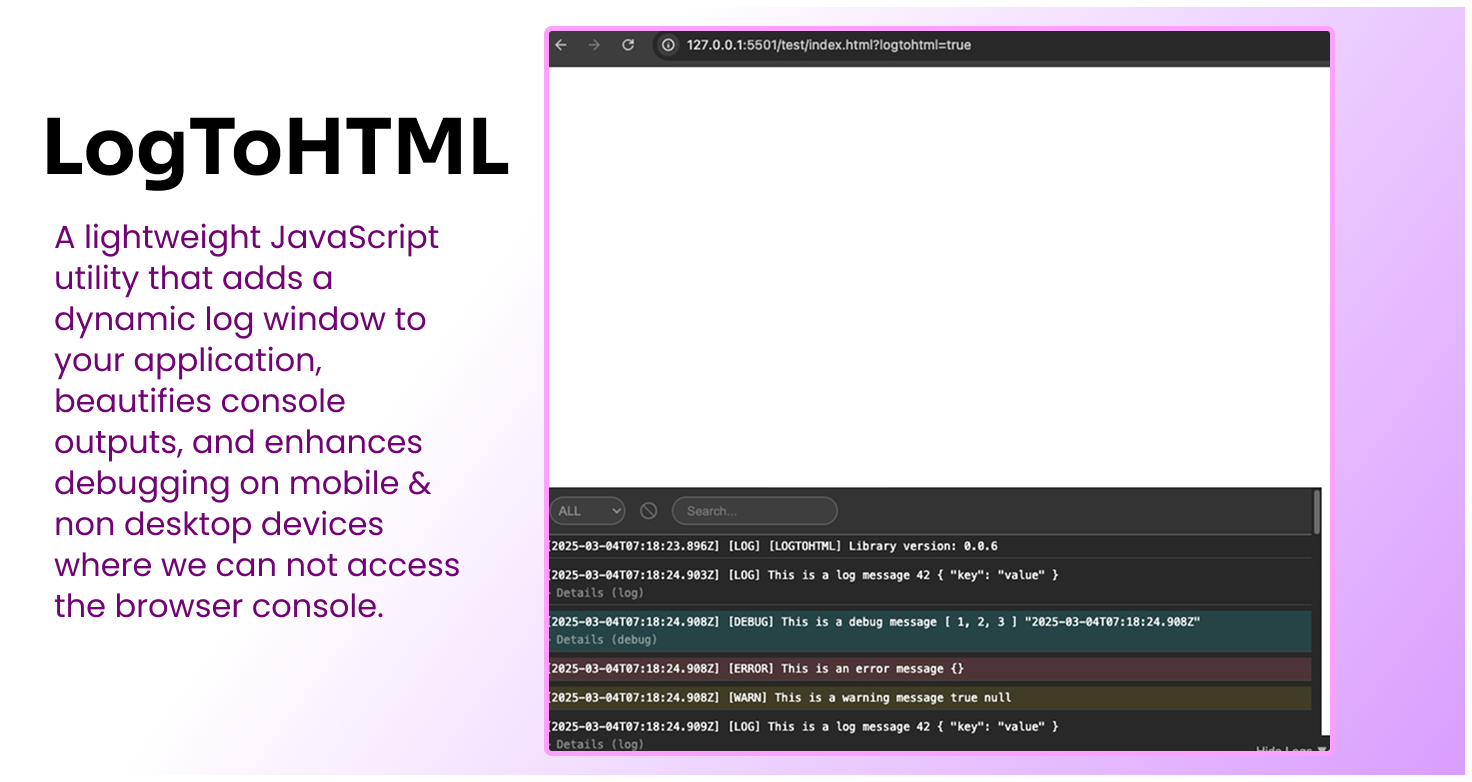 LogToHTML
A lightweight JavaScript
utility that adds a
dynamic log window to
your application,
beautifies console
outputs, and enhances
debugging on mobile &
non desktop devices
where we can not access
the browser console.
127.0.0.1:5501/test/index.html?logtohtml=true
ALL
Search...
[2025-03-04T07:18:23.896Z] [LOG] [LOGTOHTML] Library version: 0.0.6
[2025-03-04T07:18:24.903Z] [LOG] This is a log message 42 { "key": "value" }
Details (log)
[2025-03-04T07:18:24.908Z] [DEBUG] This is a debug message [ 1, 2, 3 ] "2025-03-04T07:18:24.908Z"
Details (debug)
[2025-03-04T07:18:24.908Z] [ERROR] This is an error message {}
[2025-03-04T07:18:24.908Z] [WARN] This is a warning message true null
[2025-03-04T07:18:24.909Z] [LOG] This is a log message 42 { "key": "value" }
Details (log)
Hide Logs ▼